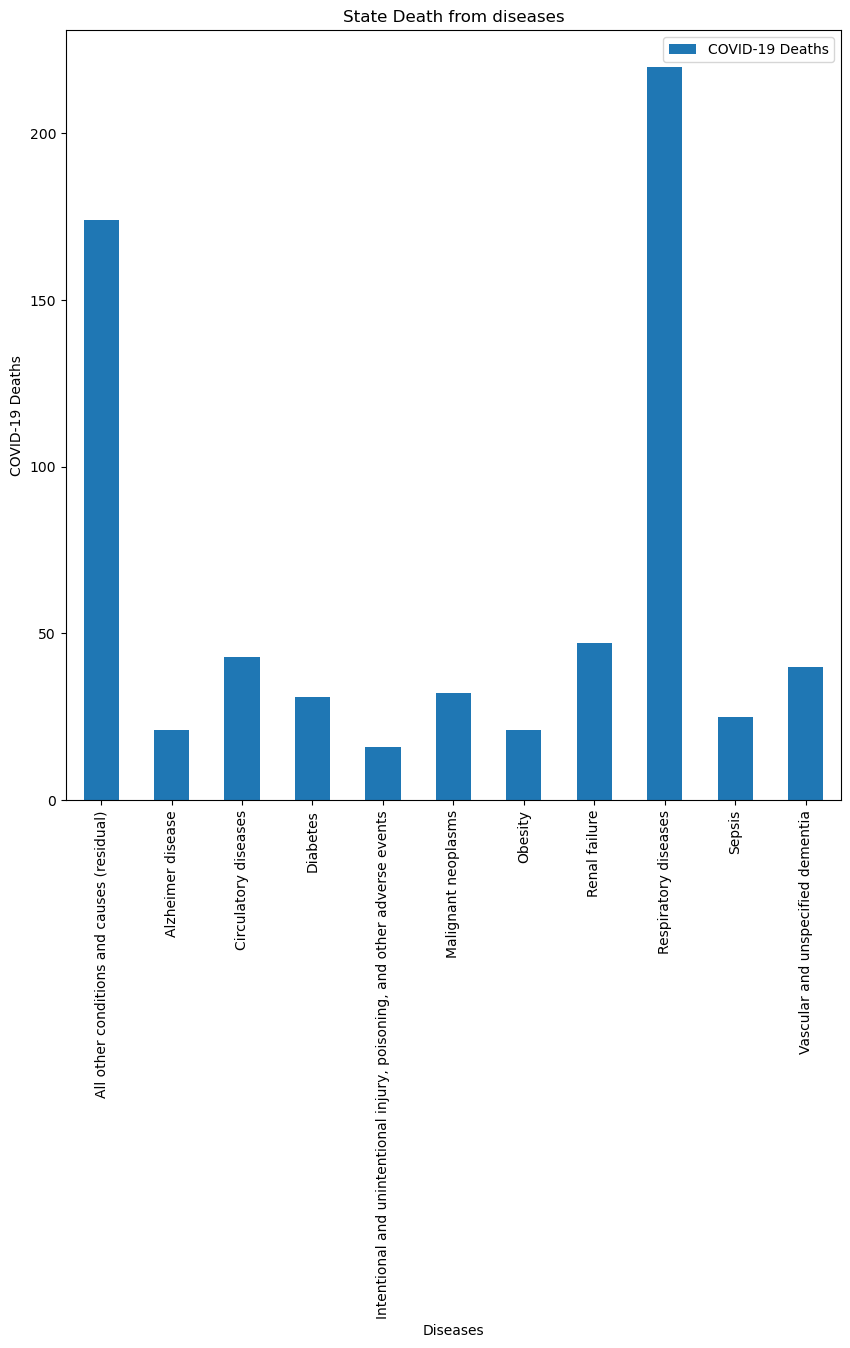 State Death from diseases
COVID-19 Deaths
COVID-19 Deaths
200
150
100
50
0
All other conditions and causes (residual)
Alzheimer disease
Circulatory diseases
Diabetes
Intentional and unintentional injury, poisoning, and other adverse events
Malignant neoplasms
Obesity
Renal failure
Respiratory diseases
Sepsis
Vascular and unspecified dementia
Diseases